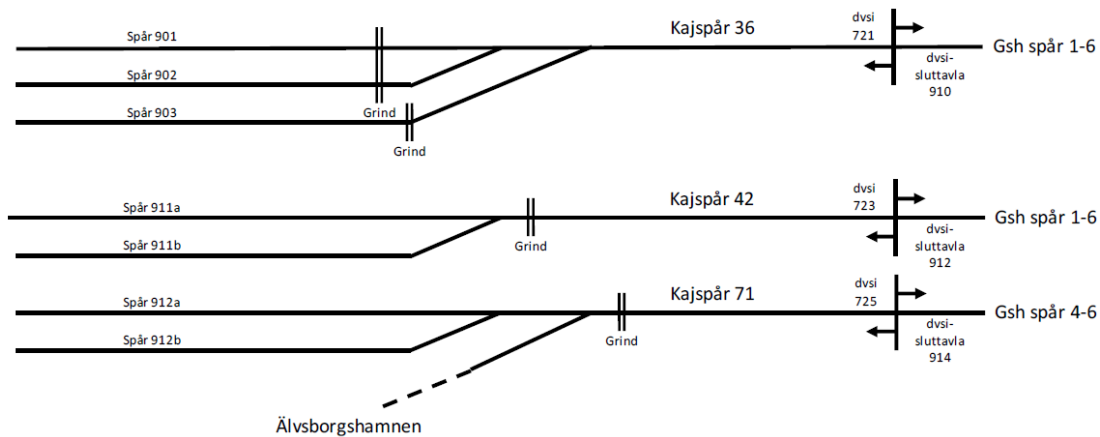 Spår 901
Spår 902
Spår 903
Grind
Grind
Kajspår 36
dvsi
721
dvsi-
sluttavla
910
Gsh spår 1-6
Spår 911a
Spår 911b
Grind
Kajspår 42
dvsi
723
dvsi-
sluttavla
912
Gsh spår 1-6
Spår 912a
Spår 912b
Grind
Kajspår 71
dvsi
725
dvsi-
sluttavla
914
Gsh spår 4-6
Älvsborgshamnen